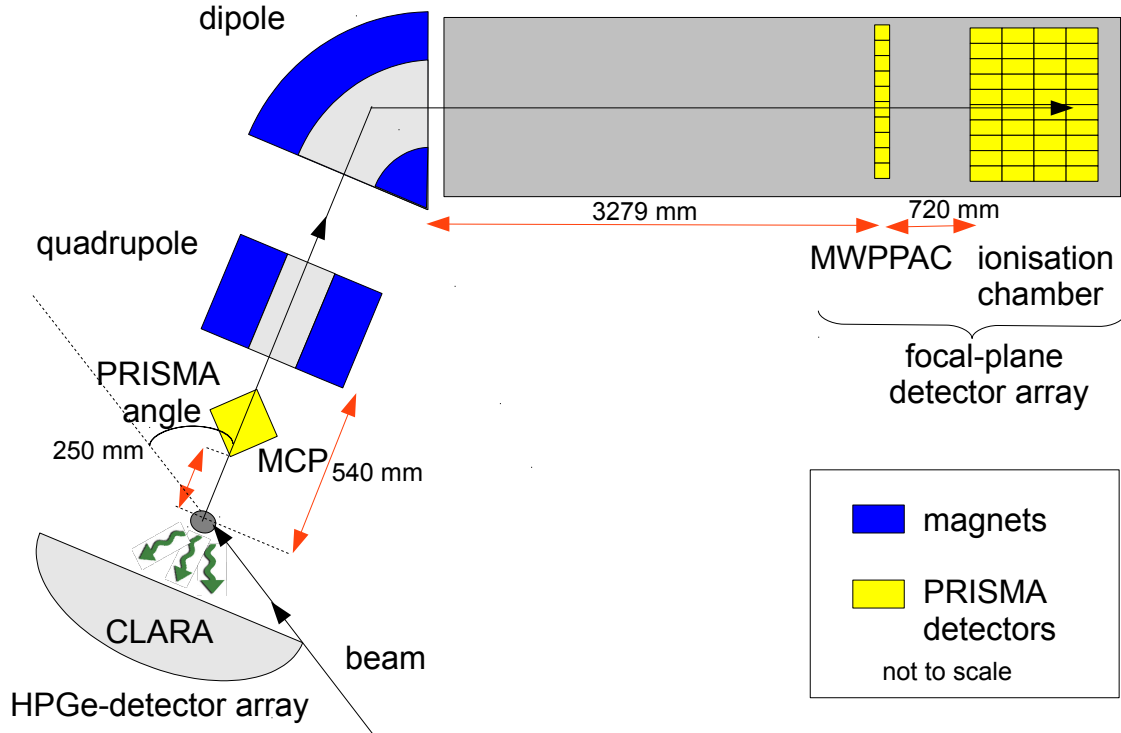 dipole
3279 mm
720 mm
quadrupole
MWPPAC
ionisation
chamber
focal-plane
detector array
PRISMA
angle
250 mm
MCP
540 mm
magnets
PRISMA
detectors
not to scale
CLARA
beam
HPGe-detector array